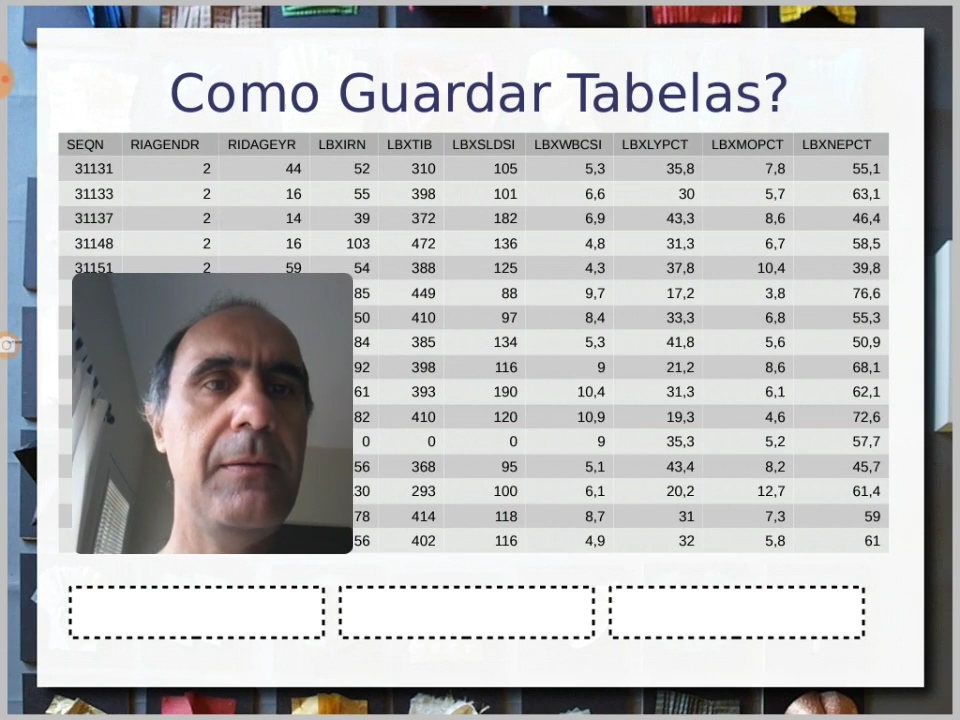 Como Guardar Tabelas?
SEQN RIAGENDR RIDAGEYR LBXIRN LBXTIB LBXSLDSI LBXWBCSI LBXLYPCT LBXMOPCT LBXNEPCT
31131 2 44 52 310 105 5,3 35,8 7,8 55,1
31133 2 16 55 398 101 6,6 30 5,7 63,1
31137 2 14 39 372 182 6,9 43,3 8,6 46,4
31148 2 16 103 472 136 4,8 31,3 6,7 58,5
31151 2 59 54 388 125 4,3 37,8 10,4 39,8
85 449 88 9,7 17,2 3,8 76,6
50 410 97 8,4 33,3 6,8 55,3
84 385 134 5,3 41,8 5,6 50,9
92 398 116 9 21,2 8,6 68,1
61 393 190 10,4 31,3 6,1 62,1
82 410 120 10,9 19,3 4,6 72,6
0 0 0 9 35,3 5,2 57,7
56 368 95 5,1 43,4 8,2 45,7
30 293 100 6,1 20,2 12,7 61,4
78 414 118 8,7 31 7,3 59
56 402 116 4,9 32 5,8 61